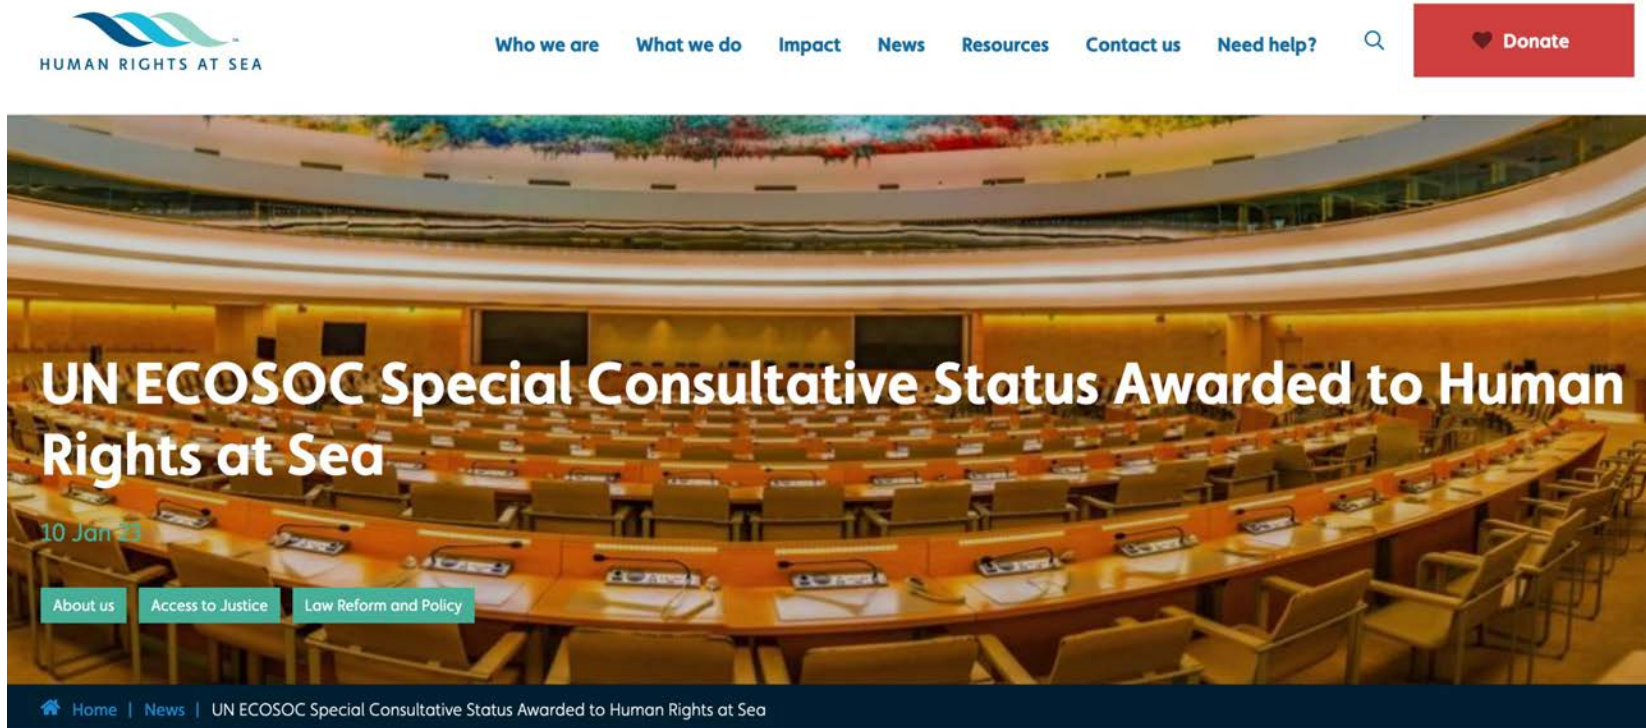 HUMAN RIGHTS AT SEA
Who we are What we do Impact News Resources Contact us Need help? Donate
UN ECOSOC Special Consultative Status Awarded to Human
Rights at Sea
10 Jan 23
About us Access to Justice Law Reform and Policy
Home | News | UN ECOSOC Special Consultative Status Awarded to Human Rights at Sea